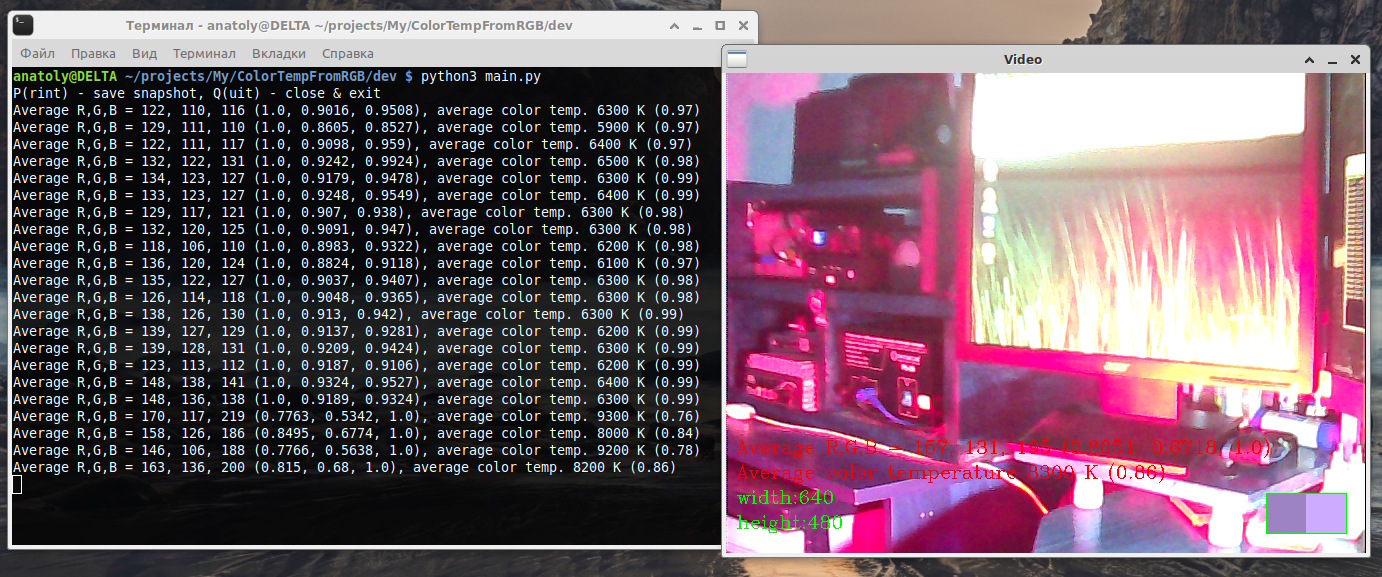 Терминал - anatoly@DELTA ~/projects/My/ColorTempFromRGB/dev
Файл Правка Вид Терминал Вкладки Справка
anatoly@DELTA ~/projects/My/ColorTempFromRGB/dev $ python3 main.py
P(rint) - save snapshot, Q(uit) - close & exit
Average R,G,B = 122, 110, 116 (1.0, 0.9016, 0.9508), average color temp. 6300 K (0.97)
Average R,G,B = 129, 111, 110 (1.0, 0.8605, 0.8527), average color temp. 5900 K (0.97)
Average R,G,B = 122, 111, 117 (1.0, 0.9098, 0.959), average color temp. 6400 K (0.97)
Average R,G,B = 132, 122, 131 (1.0, 0.9242, 0.9924), average color temp. 6500 K (0.98)
Average R,G,B = 134, 123, 127 (1.0, 0.9179, 0.9478), average color temp. 6300 K (0.99)
Average R,G,B = 133, 123, 127 (1.0, 0.9248, 0.9549), average color temp. 6400 K (0.99)
Average R,G,B = 129, 117, 121 (1.0, 0.907, 0.938), average color temp. 6300 K (0.98)
Average R,G,B = 132, 120, 125 (1.0, 0.9091, 0.947), average color temp. 6300 K (0.98)
Average R,G,B = 118, 106, 110 (1.0, 0.8983, 0.9322), average color temp. 6200 K (0.98)
Average R,G,B = 136, 120, 124 (1.0, 0.8824, 0.9118), average color temp. 6100 K (0.97)
Average R,G,B = 135, 122, 127 (1.0, 0.9037, 0.9407), average color temp. 6300 K (0.98)
Average R,G,B = 126, 114, 118 (1.0, 0.9048, 0.9365), average color temp. 6300 K (0.98)
Average R,G,B = 138, 126, 130 (1.0, 0.913, 0.942), average color temp. 6300 K (0.99)
Average R,G,B = 139, 127, 129 (1.0, 0.9137, 0.9281), average color temp. 6200 K (0.99)
Average R,G,B = 139, 128, 131 (1.0, 0.9209, 0.9424), average color temp. 6300 K (0.99)
Average R,G,B = 123, 113, 112 (1.0, 0.9187, 0.9106), average color temp. 6200 K (0.99)
Average R,G,B = 148, 138, 141 (1.0, 0.9324, 0.9527), average color temp. 6400 K (0.99)
Average R,G,B = 148, 136, 138 (1.0, 0.9189, 0.9324), average color temp. 6300 K (0.99)
Average R,G,B = 170, 117, 219 (0.7763, 0.5342, 1.0), average color temp. 9300 K (0.76)
Average R,G,B = 158, 126, 186 (0.8495, 0.6774, 1.0), average color temp. 8000 K (0.84)
Average R,G,B = 146, 106, 188 (0.7766, 0.5638, 1.0), average color temp. 9200 K (0.78)
Average R,G,B = 163, 136, 200 (0.815, 0.68, 1.0), average color temp. 8200 K (0.86)
Video
Average R,G,B = 157, 131, 195 (0.8051, 0.6718, 1.0)
Average color temperature 8300 K (0.86)
width:640
height:480